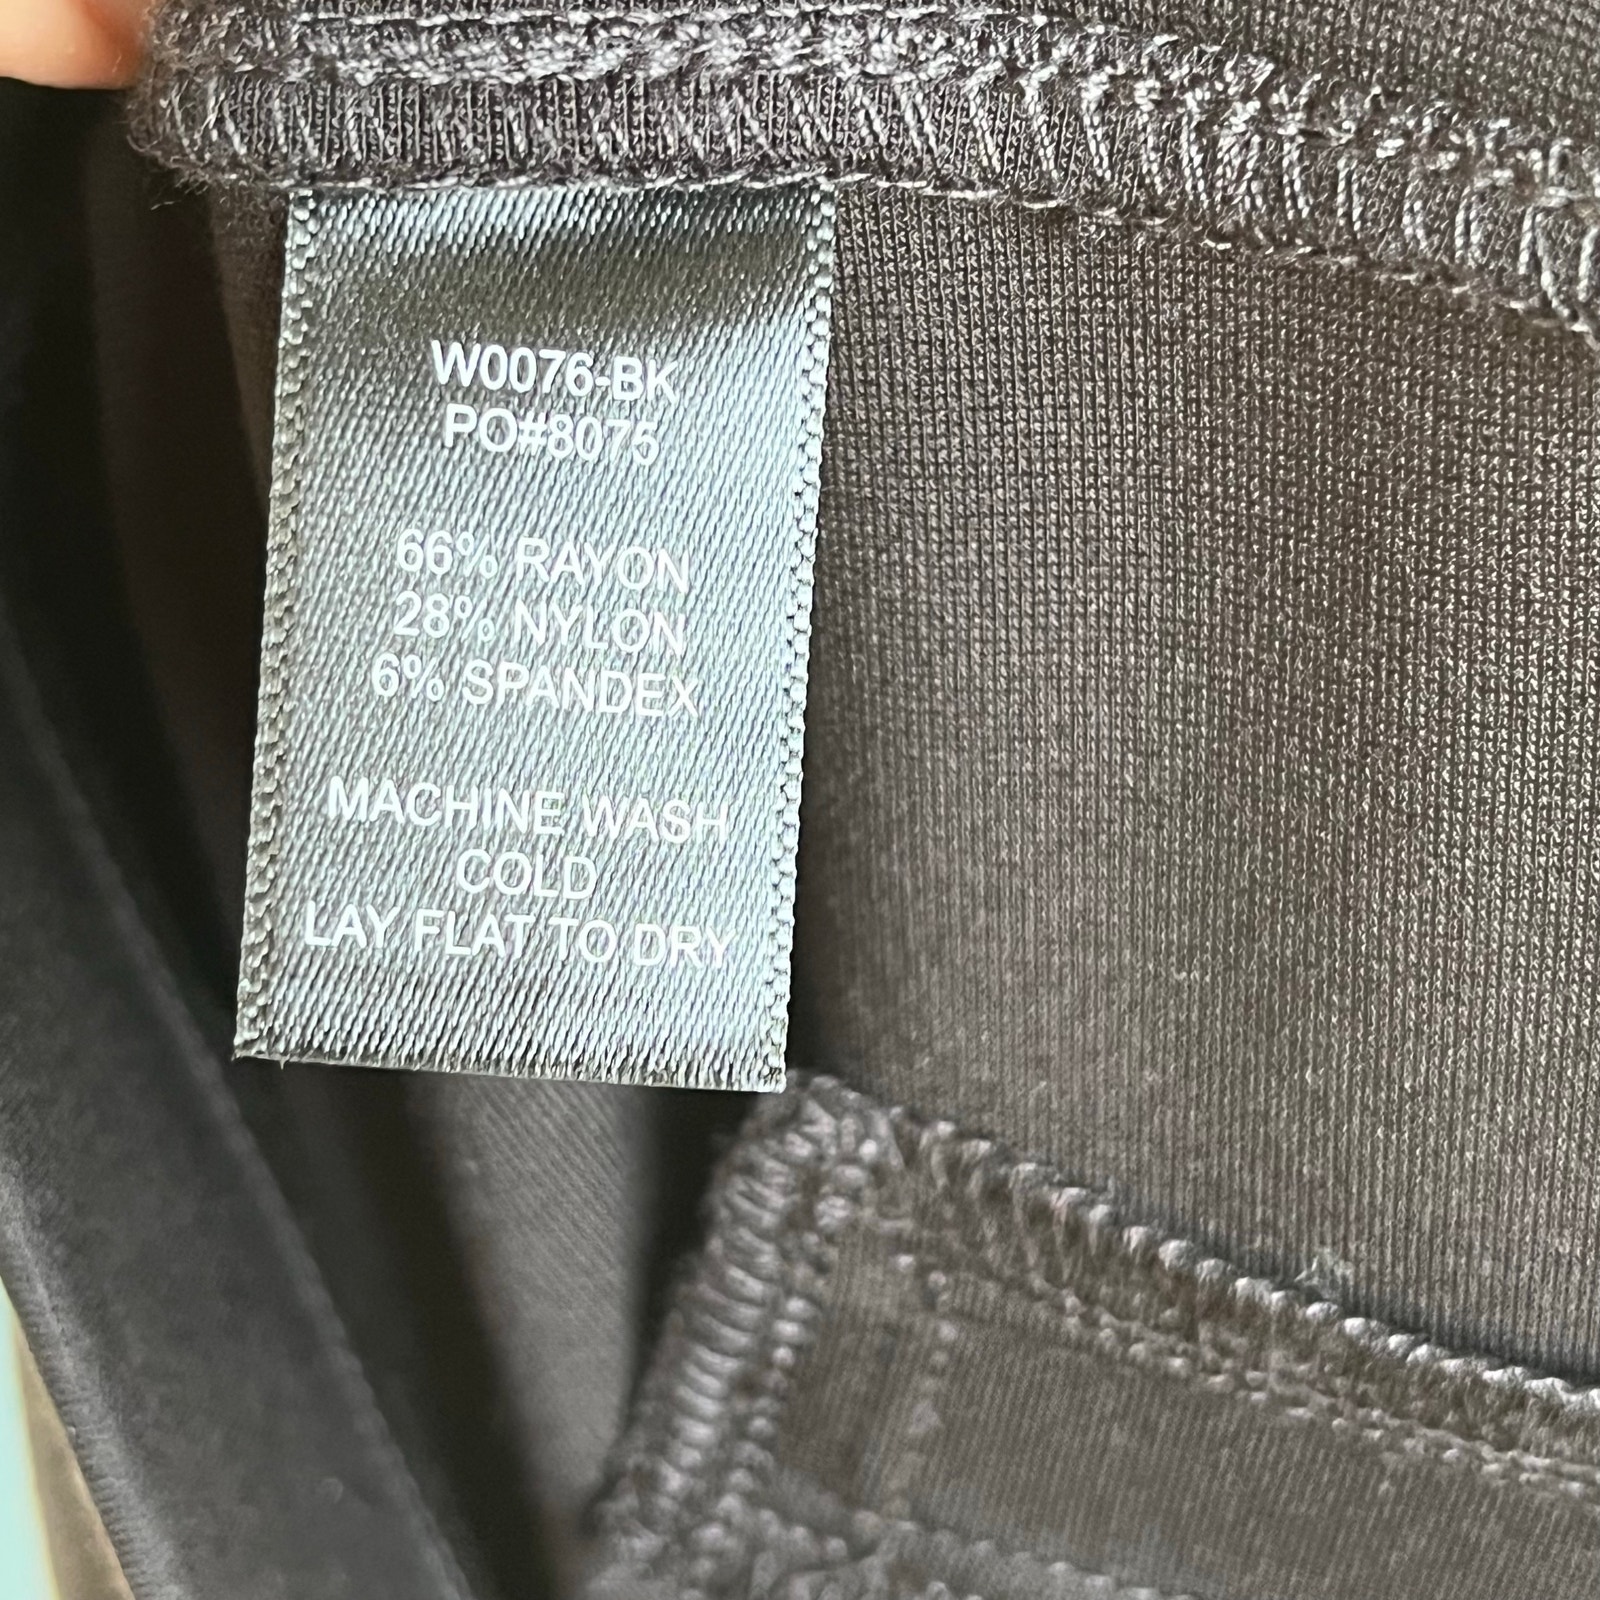 W0076-BK
PO#8075
66% RAYON
28% NYLON
6% SPANDEX
MACHINE WASH
COLD
LAY FLAT TO DRY